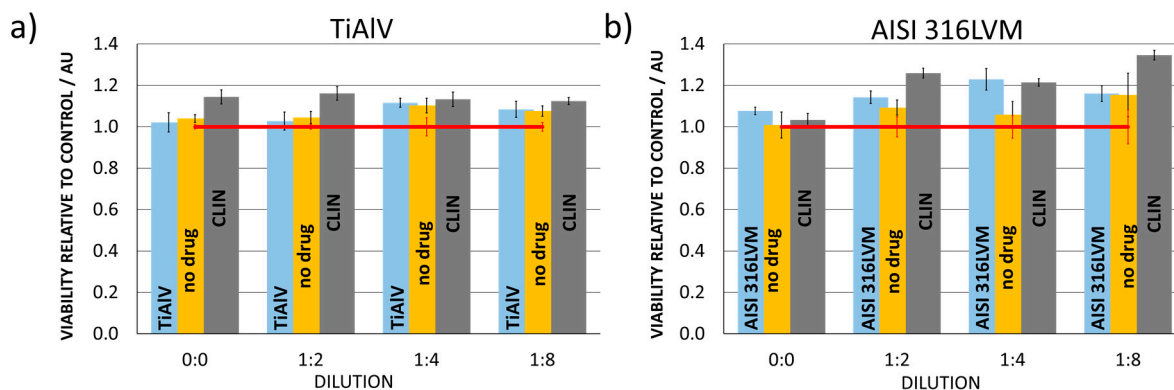 a)
TiAlV
VIABILITY RELATIVE TO CONTROL / AU
1.4
1.2
1.0
0.8
0.6
0.4
0.2
0.0
TiAlV
no drug
CLIN
TiAlV
no drug
CLIN
TiAlV
no drug
CLIN
TiAlV
no drug
CLIN
0:0
1:2
1:4
1:8
DILUTION
b)
AISI 316LVM
VIABILITY RELATIVE TO CONTROL / AU
1.4
1.2
1.0
0.8
0.6
0.4
0.2
0.0
AISI 316LVM
no drug
CLIN
AISI 316LVM
no drug
CLIN
AISI 316LVM
no drug
CLIN
AISI 316LVM
no drug
CLIN
0:0
1:2
1:4
1:8
DILUTION